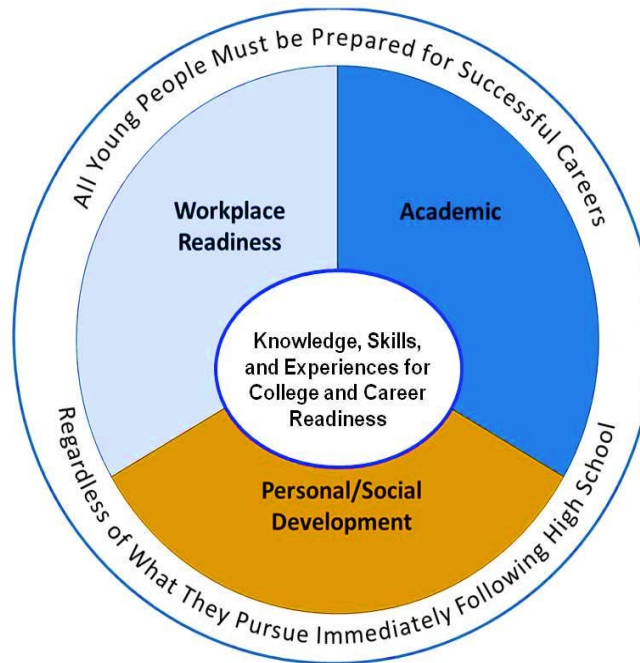 All Young People Must be Prepared for Successful Careers
Workplace
Readiness
Academic
Knowledge, Skills,
and Experiences for
College and Career
Readiness
Personal/Social
Development
Regardless of What They Pursue Immediately Following High School